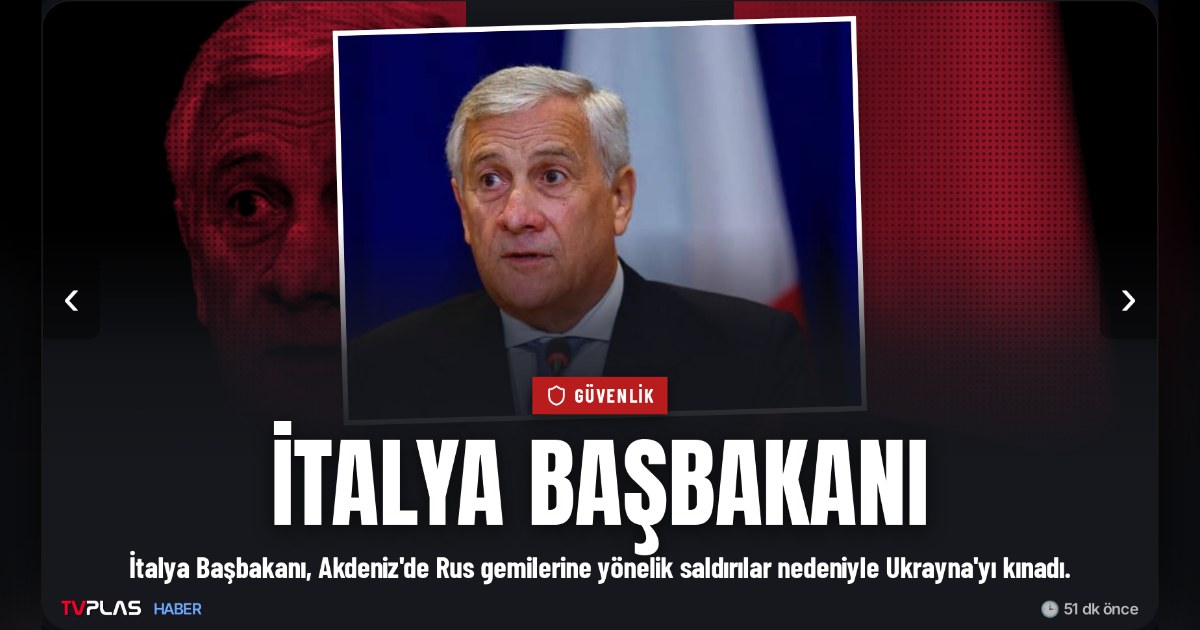 GÜVENLİK
İTALYA BAŞBAKANI
İtalya Başbakanı, Akdeniz'de Rus gemilerine yönelik saldırılar nedeniyle Ukrayna'yı kınadı.
TVPLAS HABER
51 dk önce